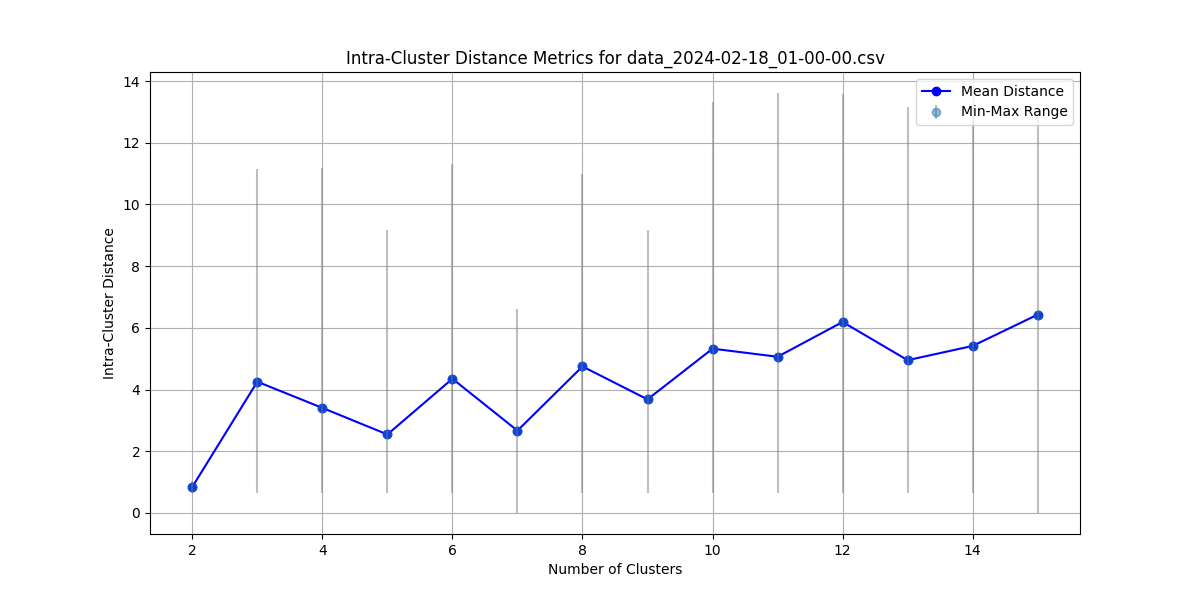 Intra-Cluster Distance Metrics for data_2024-02-18_01-00-00.csv
Mean Distance
Min-Max Range
Intra-Cluster Distance
14
12
10
8
6
4
2
0
2 4 6 8 10 12 14
Number of Clusters